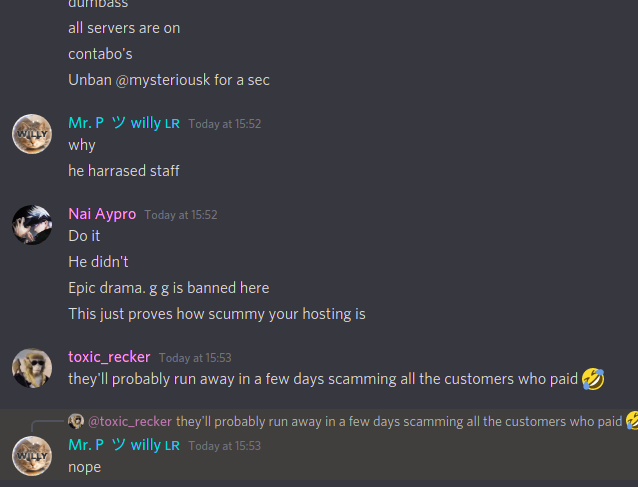 dumbass
all servers are on
contabo's
Unban @mysteriousk for a sec
Mr. P ツ willy LR Today at 15:52
WILLY
why
he harrased staff
Nai Aypro Today at 15:52
Do it
He didn't
Epic drama. g g is banned here
This just proves how scummy your hosting is
toxic_recker Today at 15:53
they'll probably run away in a few days scamming all the customers who paid 🤣
@toxic_recker they'll probably run away in a few days scamming all the customers who paid 🤣
Mr. P ツ willy LR Today at 15:53
WILLY
nope